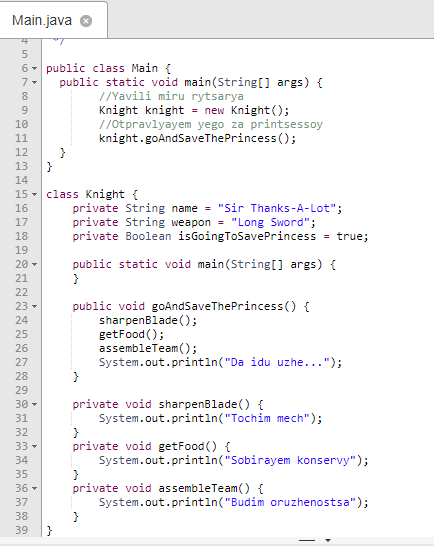 Main.java
4 */
5
6 public class Main {
7 public static void main(String[] args) {
8 //Yavili miru rytsarya
9 Knight knight = new Knight();
10 //Otpravlyayem yego za printsessoy
11 knight.goAndSaveThePrincess();
12 }
13 }
14
15 class Knight {
16 private String name = "Sir Thanks-A-Lot";
17 private String weapon = "Long Sword";
18 private Boolean isGoingToSavePrincess = true;
19
20 public static void main(String[] args) {
21 }
22
23 public void goAndSaveThePrincess() {
24 sharpenBlade();
25 getFood();
26 assembleTeam();
27 System.out.println("Da idu uzhe...");
28 }
29
30 private void sharpenBlade() {
31 System.out.println("Tochim mech");
32 }
33 private void getFood() {
34 System.out.println("Sobirayem konservy");
35 }
36 private void assembleTeam() {
37 System.out.println("Budim oruzhenostsa");
38 }
39 }